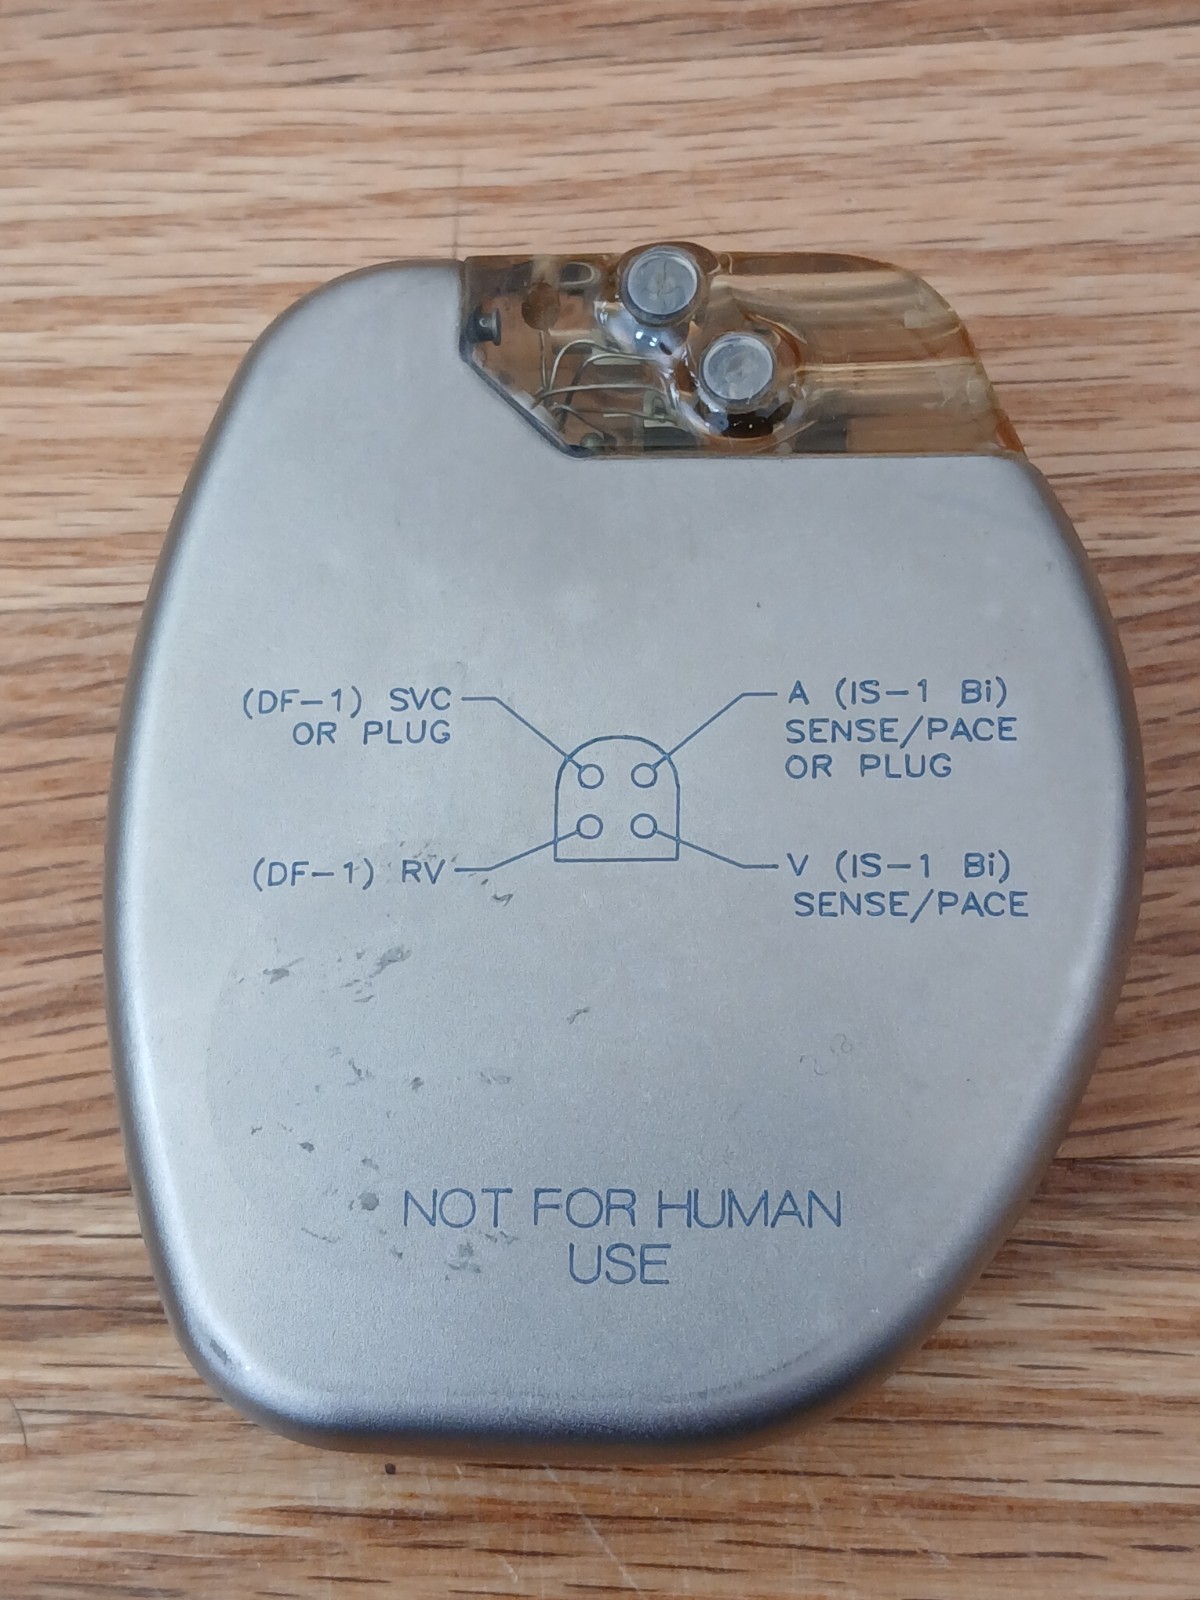 (DF-1) SVC
OR PLUG
A (IS-1 Bi)
SENSE/PACE
OR PLUG
(DF-1) RV
V (IS-1 Bi)
SENSE/PACE
NOT FOR HUMAN
USE